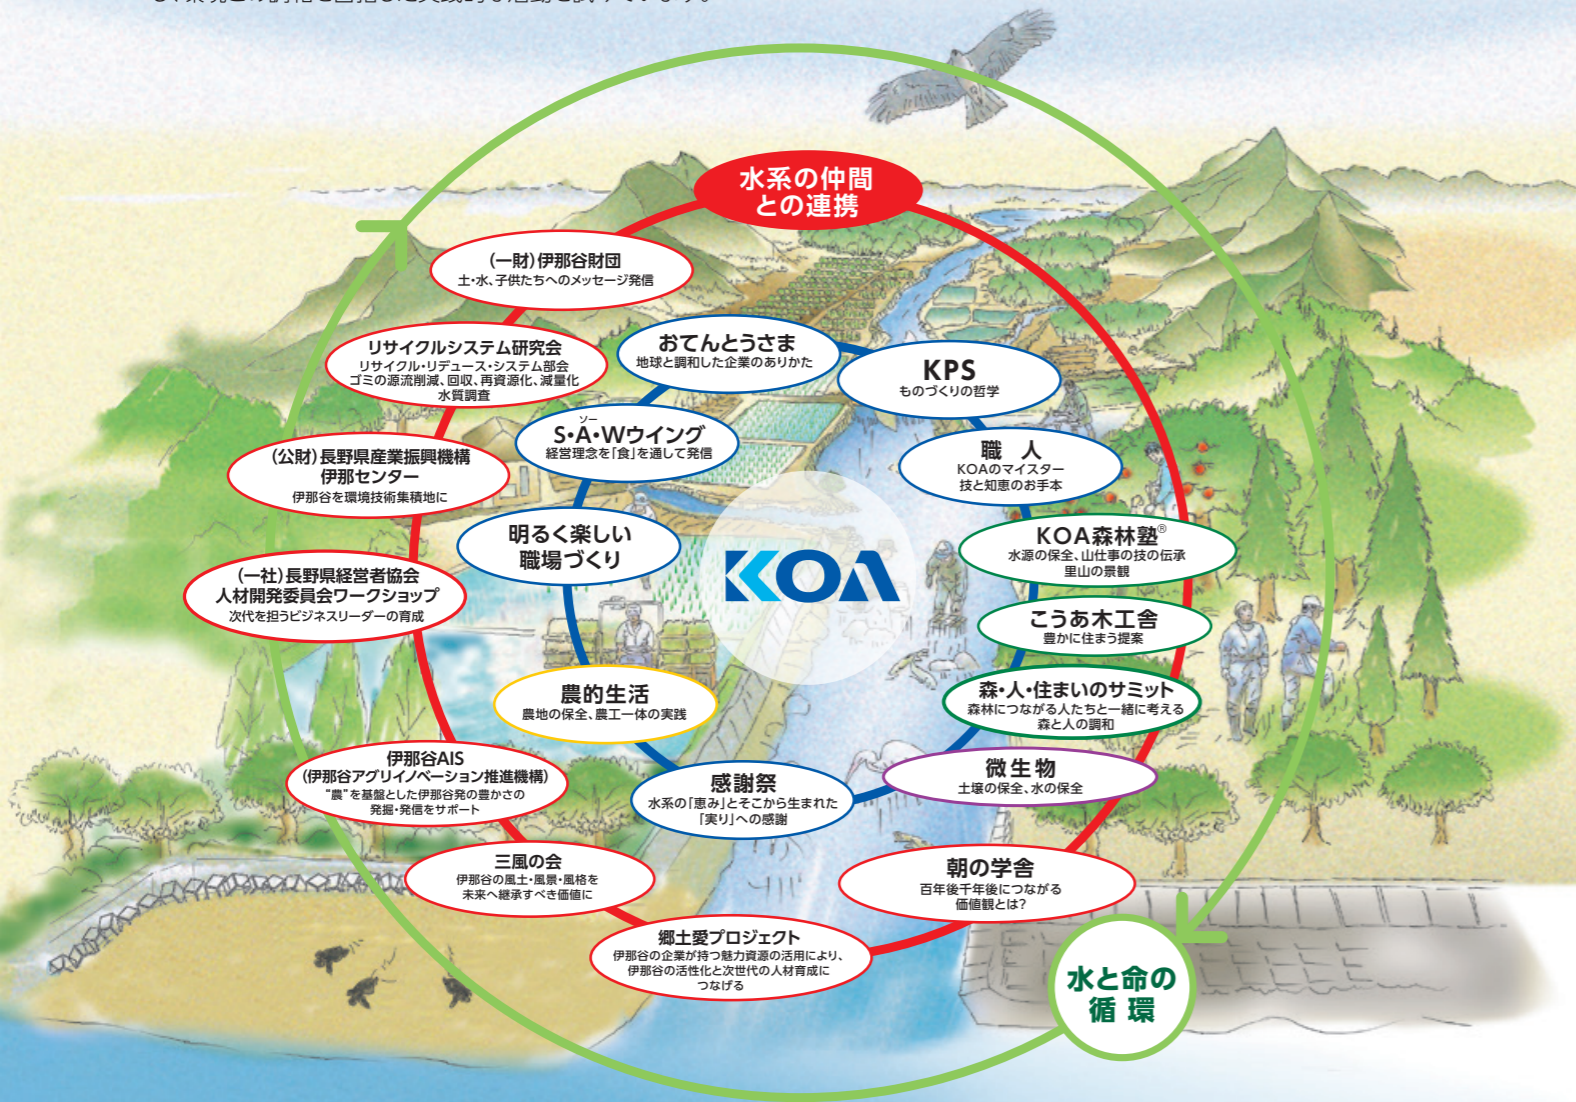 水系の仲間
との連携
(一財)伊那谷財団
土・水、子供たちへのメッセージ発信
リサイクルシステム研究会
リサイクル・リデュース・システム部会
ゴミの源流削減、回収、再資源化、減量化
水質調査
(公財)長野県産業振興機構
伊那センター
伊那谷を環境技術集積地に
(一社)長野県経営者協会
人材開発委員会ワークショップ
次代を担うビジネスリーダーの育成
伊那谷AIS
(伊那谷アグリイノベーション推進機構)
“農”を基盤とした伊那谷発の豊かさの
発掘・発信をサポート
三風の会
伊那谷の風土・風景・風格を
未来へ継承すべき価値に
郷土愛プロジェクト
伊那谷の企業が持つ魅力資源の活用により、
伊那谷の活性化と次世代の人材育成に
つなげる
朝の学舎
百年後千年後につながる
価値観とは?
おてんとうさま
地球と調和した企業のありかた
KPS
ものづくりの哲学
ソー
S・A・Wウイング
経営理念を「食」を通して発信
職 人
KOAのマイスター
技と知恵のお手本
明るく楽しい
職場づくり
KOA
KOA森林塾®
水源の保全、山仕事の技の伝承
里山の景観
こうあ木工舎
豊かに住まう提案
森・人・住まいのサミット
森林につながる人たちと一緒に考える
森と人の調和
農的生活
農地の保全、農工一体の実践
微生物
土壌の保全、水の保全
感謝祭
水系の「恵み」とそこから生まれた
「実り」への感謝
水と命の
循 環